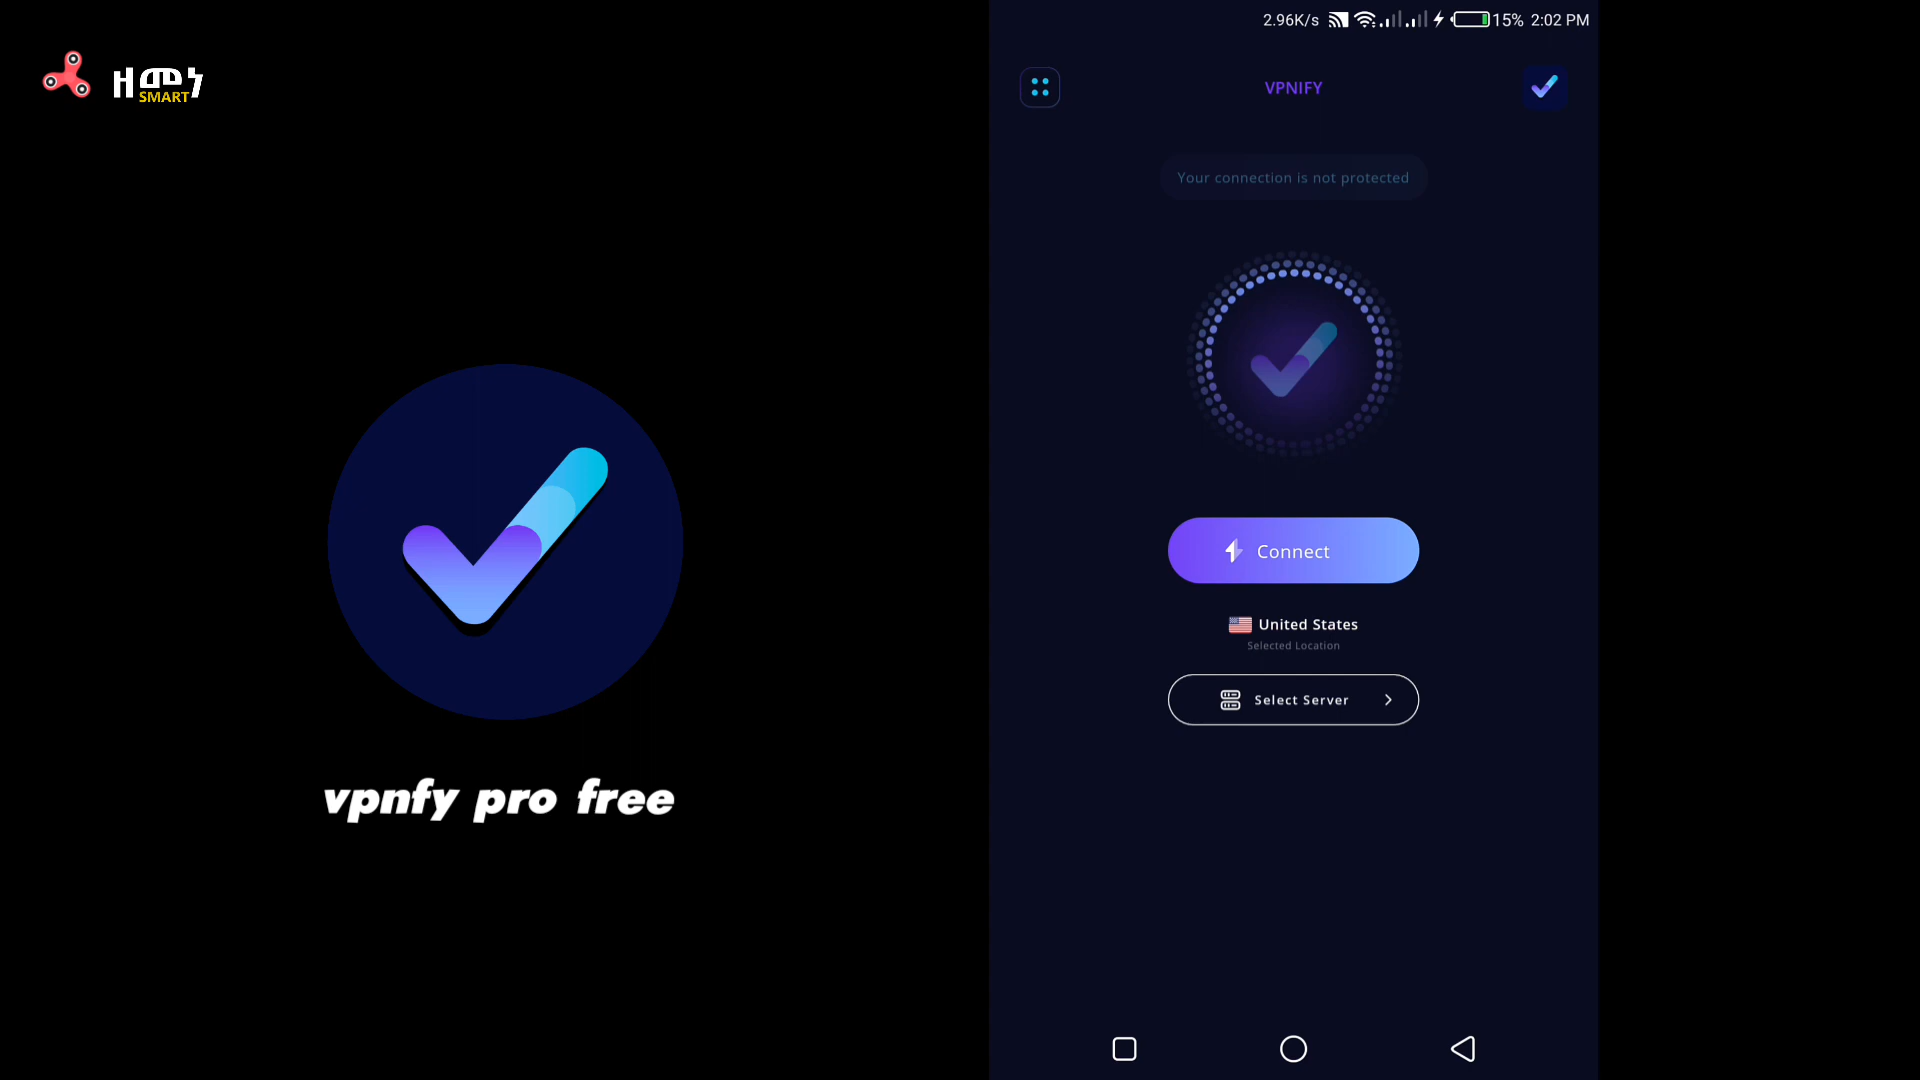 ዘመነ
SMART
vpnfy pro free
2.96K/s 15% 2:02 PM
VPNIFY
Your connection is not protected
Connect
United States
Selected Location
Select Server